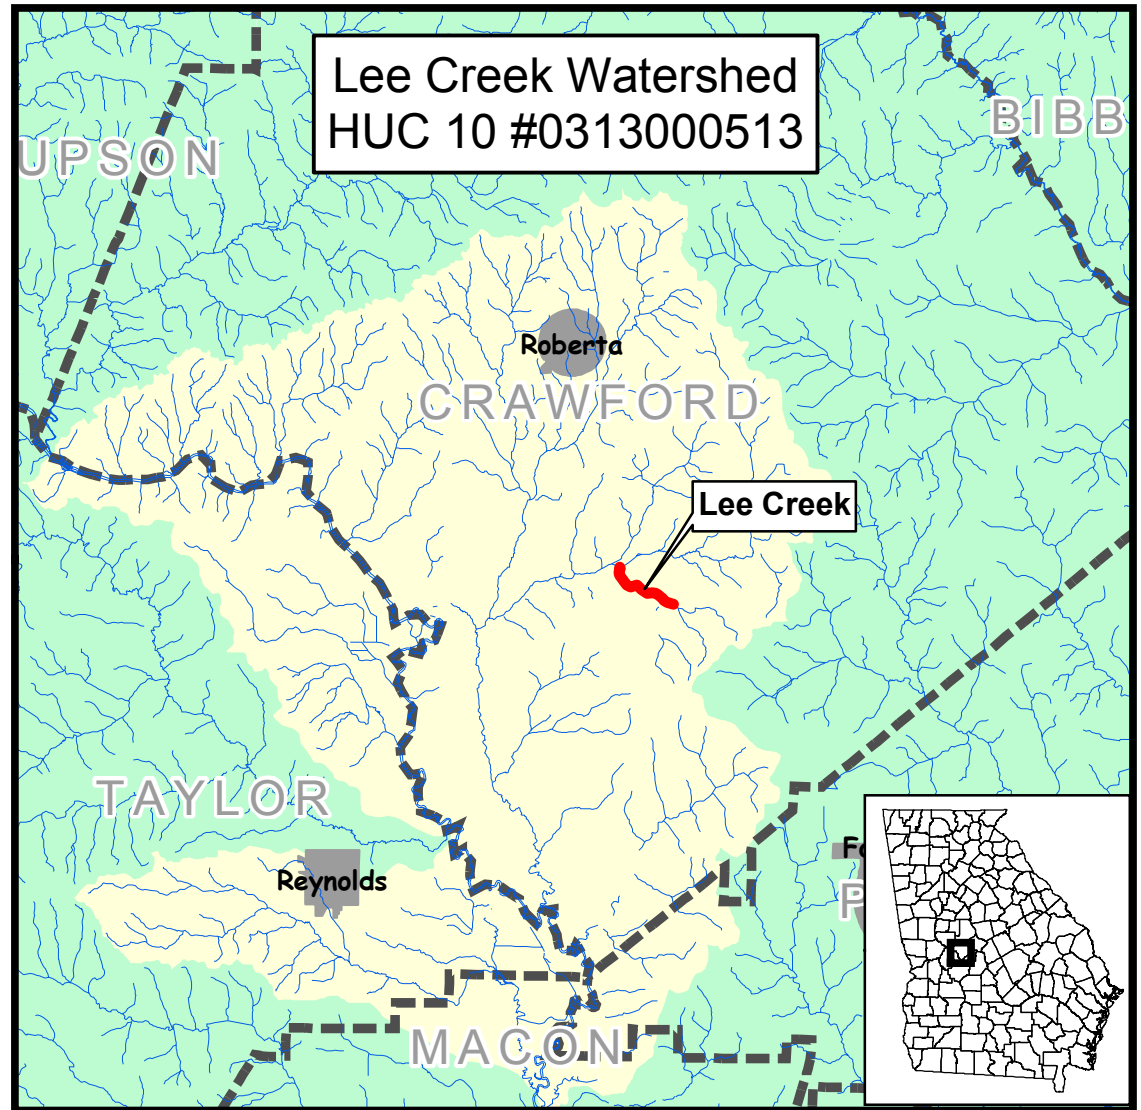 Lee Creek Watershed
HUC 10 #0313000513
BIBB
UPSON
Roberta
CRAWFORD
Lee Creek
TAYLOR
Reynolds
MACON